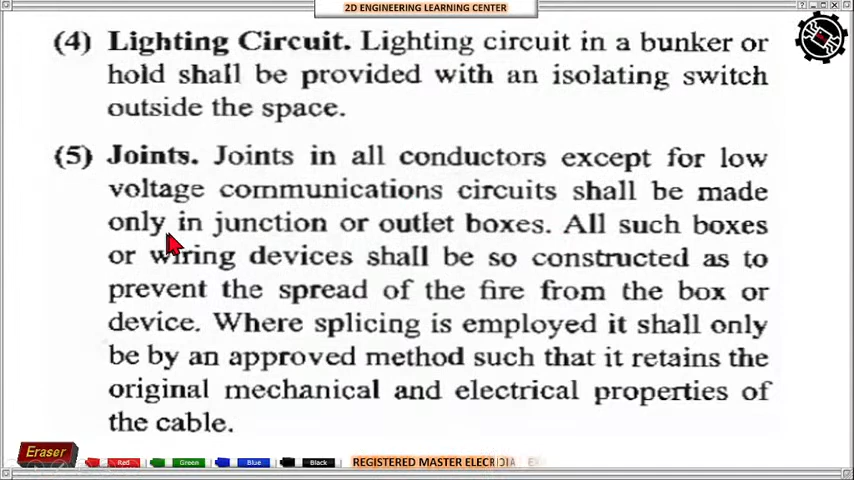 2D ENGINEERING LEARNING CENTER
(4) Lighting Circuit. Lighting circuit in a bunker or
hold shall be provided with an isolating switch
outside the space.
(5) Joints. Joints in all conductors except for low
voltage communications circuits shall be made
only in junction or outlet boxes. All such boxes
or wiring devices shall be so constructed as to
prevent the spread of the fire from the box or
device. Where splicing is employed it shall only
be by an approved method such that it retains the
original mechanical and electrical properties of
the cable.
Eraser
Red
Green
Blue
Black
REGISTERED MASTER ELECRDIA